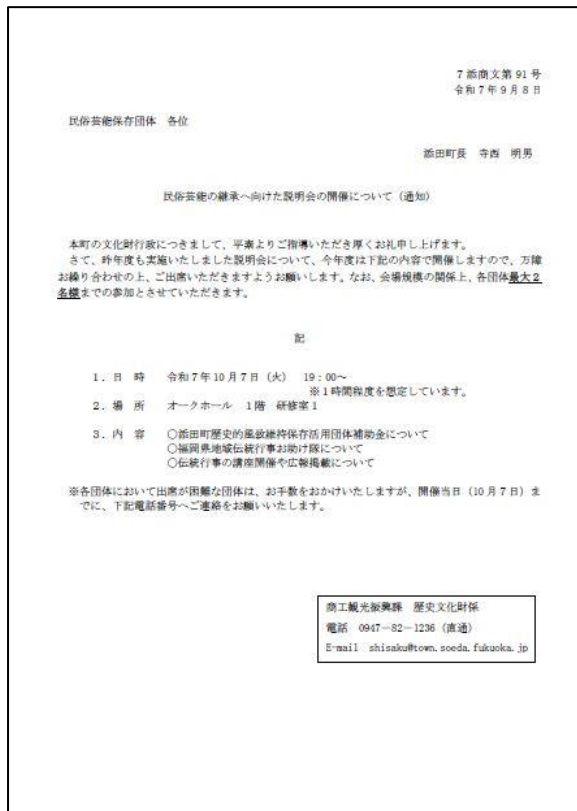 7添商文第91号
令和7年9月8日
民俗芸能保存団体　各位
添田町長　寺西　明男
民俗芸能の継承へ向けた説明会の開催について（通知）
本町の文化財行政につきまして、平素よりご指導いただき厚くお礼申し上げます。
さて、昨年度も実施いたしました説明会について、今年度は下記の内容で開催しますので、万障
お繰り合わせの上、ご出席いただきますようお願いします。なお、会場規模の関係上、各団体最大2
名様までの参加とさせていただきます。
記
1．日　時　令和7年10月7日（火）　19：00～
※1時間程度を想定しています。
2．場　所　オークホール　1階　研修室1
3．内　容　○添田町歴史的風致維持保存活用団体補助金について
○福岡県地域伝統行事お助け隊について
○伝統行事の講座開催や広報掲載について
※各団体において出席が困難な団体は、お手数をおかけいたしますが、開催当日（10月7日）ま
でに、下記電話番号へご連絡をお願いいたします。
商工観光振興課　歴史文化財係
電話　0947－82－1236（直通）
E-mail　shisaku@town.soeda.fukuoka.jp